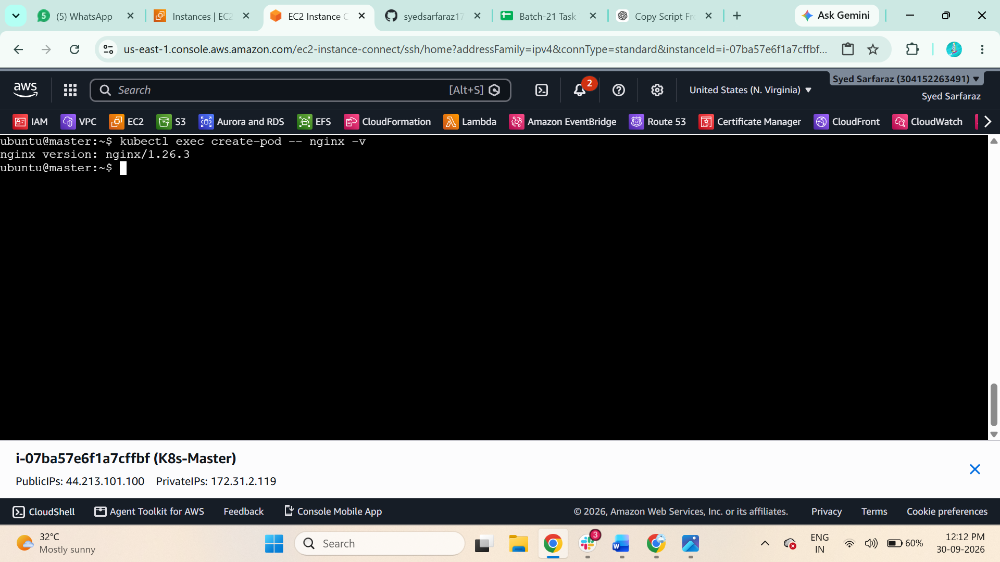 (5) WhatsApp
Instances | EC2
EC2 Instance C
syedsarfaraz17
Batch-21 Task
Copy Script Fr
Ask Gemini
us-east-1.console.aws.amazon.com/ec2-instance-connect/ssh/home?addressFamily=ipv4&connType=standard&instanceId=i-07ba57e6f1a7cffbf...
aws
Search
[Alt+S]
2
United States (N. Virginia)
Syed Sarfaraz (304152263491)
Syed Sarfaraz
IAM
VPC
EC2
S3
Aurora and RDS
EFS
CloudFormation
Lambda
Amazon EventBridge
Route 53
Certificate Manager
CloudFront
CloudWatch
ubuntu@master:~$ kubectl exec create-pod -- nginx -v
nginx version: nginx/1.26.3
ubuntu@master:~$
i-07ba57e6f1a7cffbf (K8s-Master)
PublicIPs: 44.213.101.100 PrivateIPs: 172.31.2.119
CloudShell
Agent Toolkit for AWS
Feedback
Console Mobile App
© 2026, Amazon Web Services, Inc. or its affiliates.
Privacy
Terms
Cookie preferences
32°C
Mostly sunny
Search
3
ENG
IN
60%
12:12 PM
30-09-2026